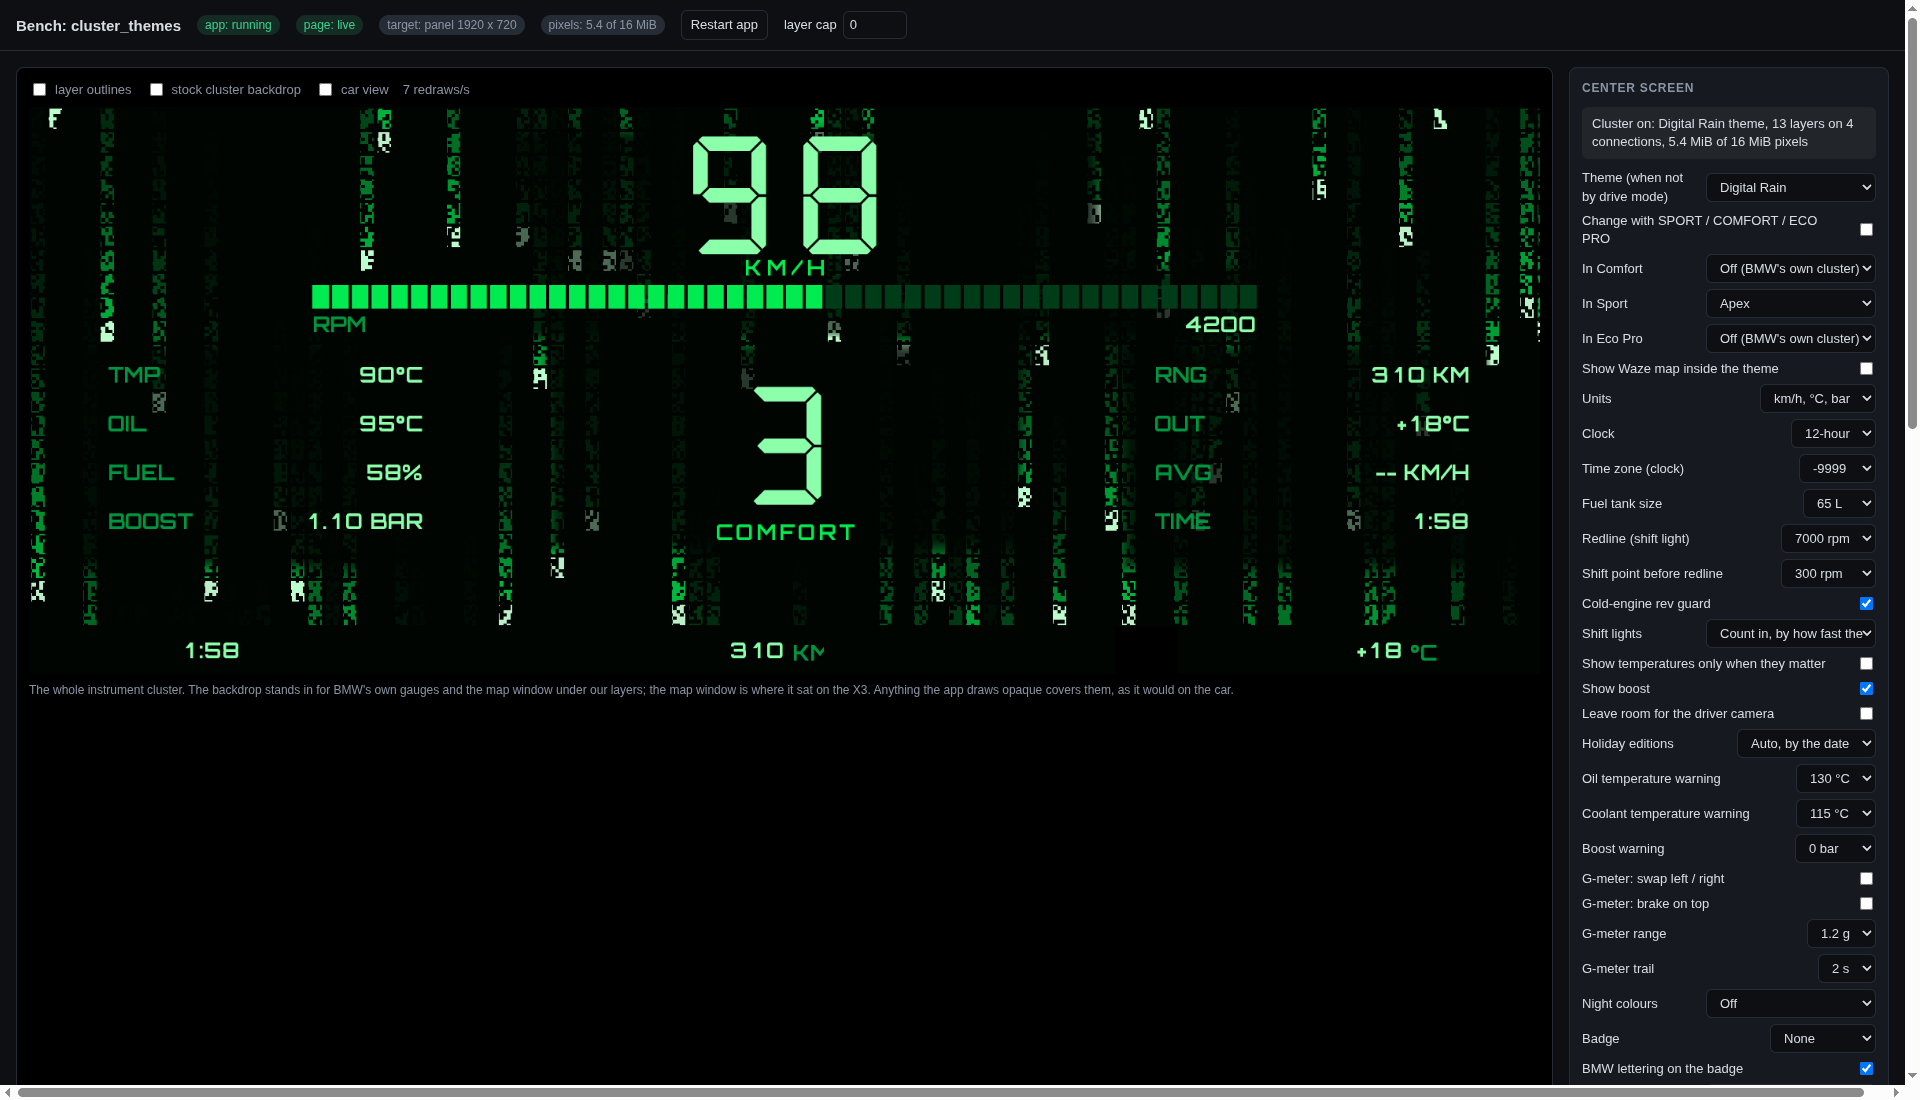 Bench: cluster_themes
app: running
page: live
target: panel 1920 x 720
pixels: 5.4 of 16 MiB
Restart app
layer cap
0
layer outlines
stock cluster backdrop
car view
7 redraws/s
98
KM/H
RPM
4200
TMP 90°C
OIL 95°C
FUEL 58%
BOOST 1.10 BAR
3
COMFORT
RNG 310 KM
OUT +18°C
AVG -- KM/H
TIME 1:58
1:58
310 KM
+18 °C
The whole instrument cluster. The backdrop stands in for BMW's own gauges and the map window under our layers; the map window is where it sat on the X3. Anything the app draws opaque covers them, as it would on the car.
CENTER SCREEN
Cluster on: Digital Rain theme, 13 layers on 4
connections, 5.4 MiB of 16 MiB pixels
Theme (when not
by drive mode)
Digital Rain
Change with SPORT / COMFORT / ECO
PRO
In Comfort
Off (BMW's own cluster)
In Sport
Apex
In Eco Pro
Off (BMW's own cluster)
Show Waze map inside the theme
Units
km/h, °C, bar
Clock
12-hour
Time zone (clock)
-9999
Fuel tank size
65 L
Redline (shift light)
7000 rpm
Shift point before redline
300 rpm
Cold-engine rev guard
Shift lights
Count in, by how fast the
Show temperatures only when they matter
Show boost
Leave room for the driver camera
Holiday editions
Auto, by the date
Oil temperature warning
130 °C
Coolant temperature warning
115 °C
Boost warning
0 bar
G-meter: swap left / right
G-meter: brake on top
G-meter range
1.2 g
G-meter trail
2 s
Night colours
Off
Badge
None
BMW lettering on the badge